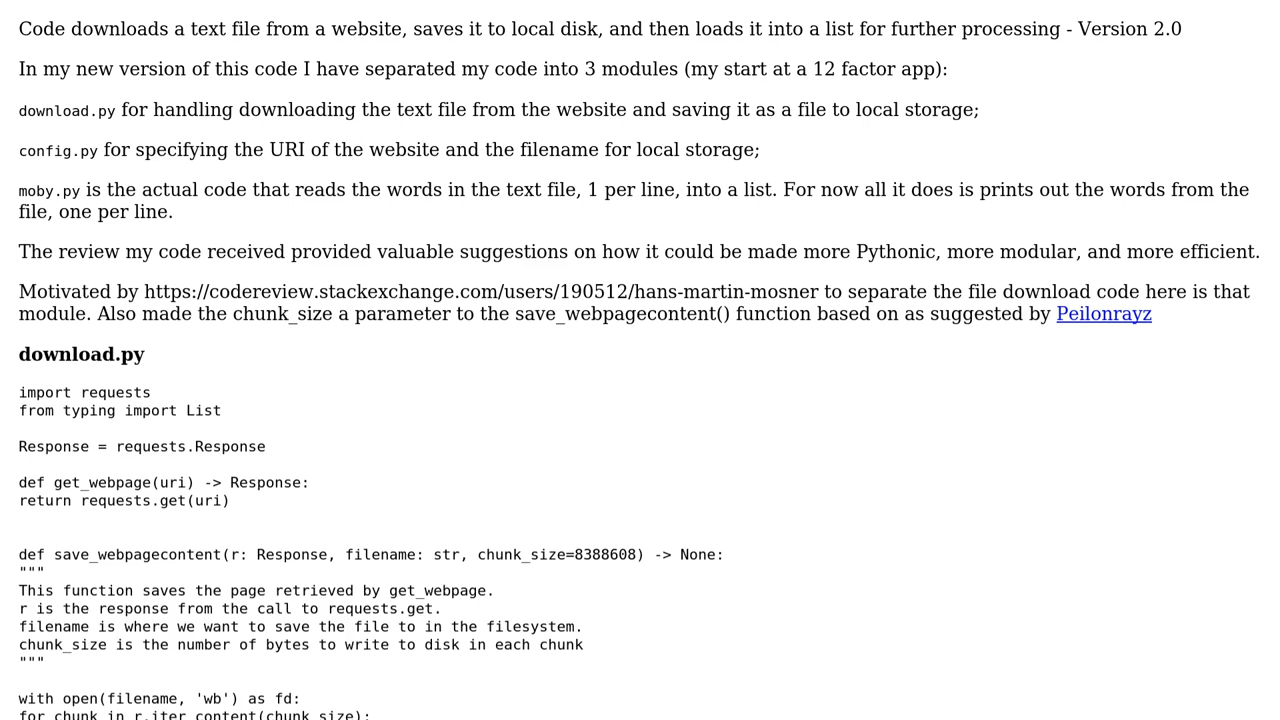 Code downloads a text file from a website, saves it to local disk, and then loads it into a list for further processing - Version 2.0
In my new version of this code I have separated my code into 3 modules (my start at a 12 factor app):
download.py for handling downloading the text file from the website and saving it as a file to local storage;
config.py for specifying the URI of the website and the filename for local storage;
moby.py is the actual code that reads the words in the text file, 1 per line, into a list. For now all it does is prints out the words from the
file, one per line.
The review my code received provided valuable suggestions on how it could be made more Pythonic, more modular, and more efficient.
Motivated by https://codereview.stackexchange.com/users/190512/hans-martin-mosner to separate the file download code here is that
module. Also made the chunk_size a parameter to the save_webpagecontent() function based on as suggested by Peilonrayz
download.py
import requests
from typing import List
Response = requests.Response
def get_webpage(uri) -> Response:
return requests.get(uri)
def save_webpagecontent(r: Response, filename: str, chunk_size=8388608) -> None:
"""
This function saves the page retrieved by get_webpage.
r is the response from the call to requests.get.
filename is where we want to save the file to in the filesystem.
chunk_size is the number of bytes to write to disk in each chunk
"""
with open(filename, 'wb') as fd:
for chunk in r.iter_content(chunk_size):